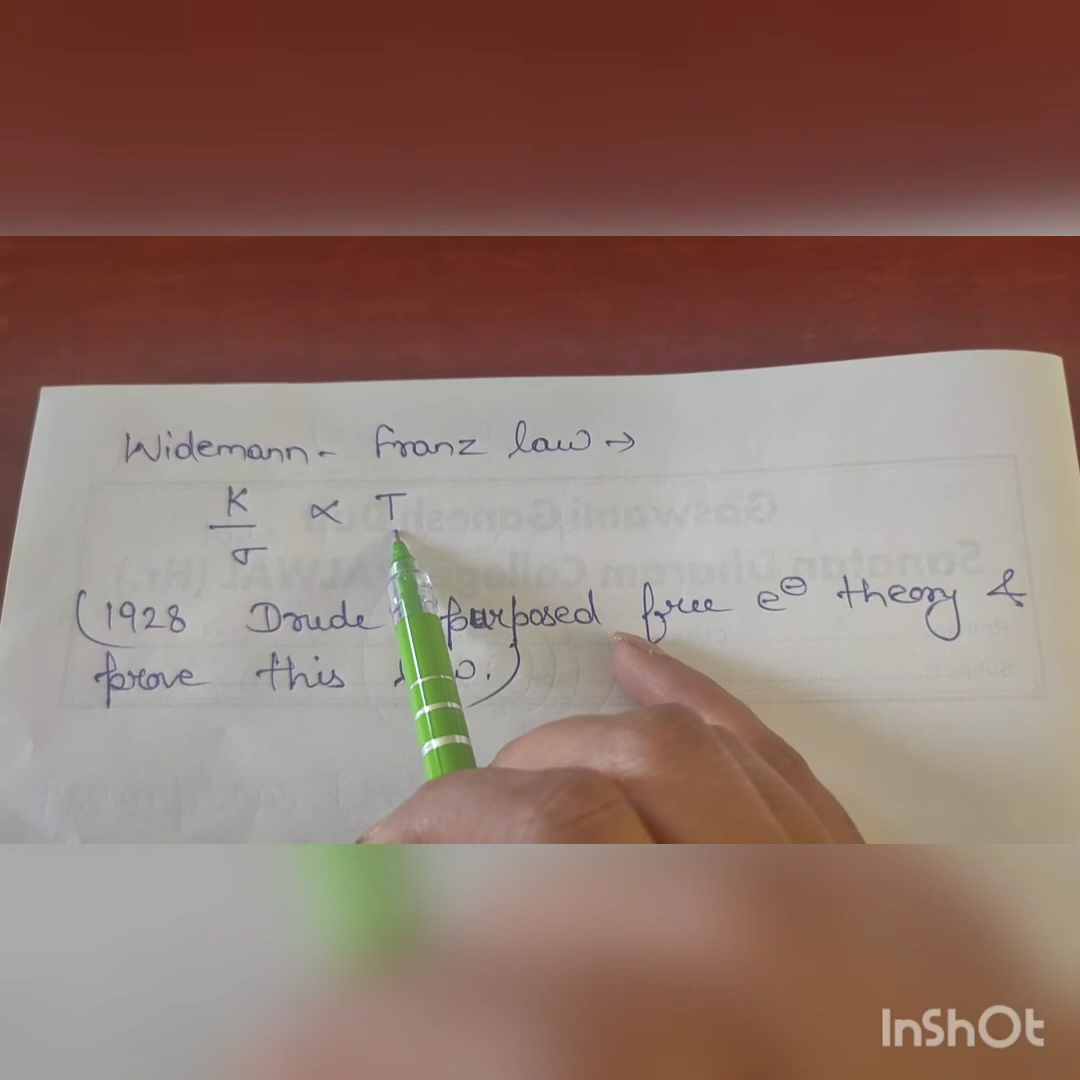 Widemann - Franz law →
K
σ
∝ T
(1928 Drude purposed free e⊖ theory &
prove this .)
InShOt